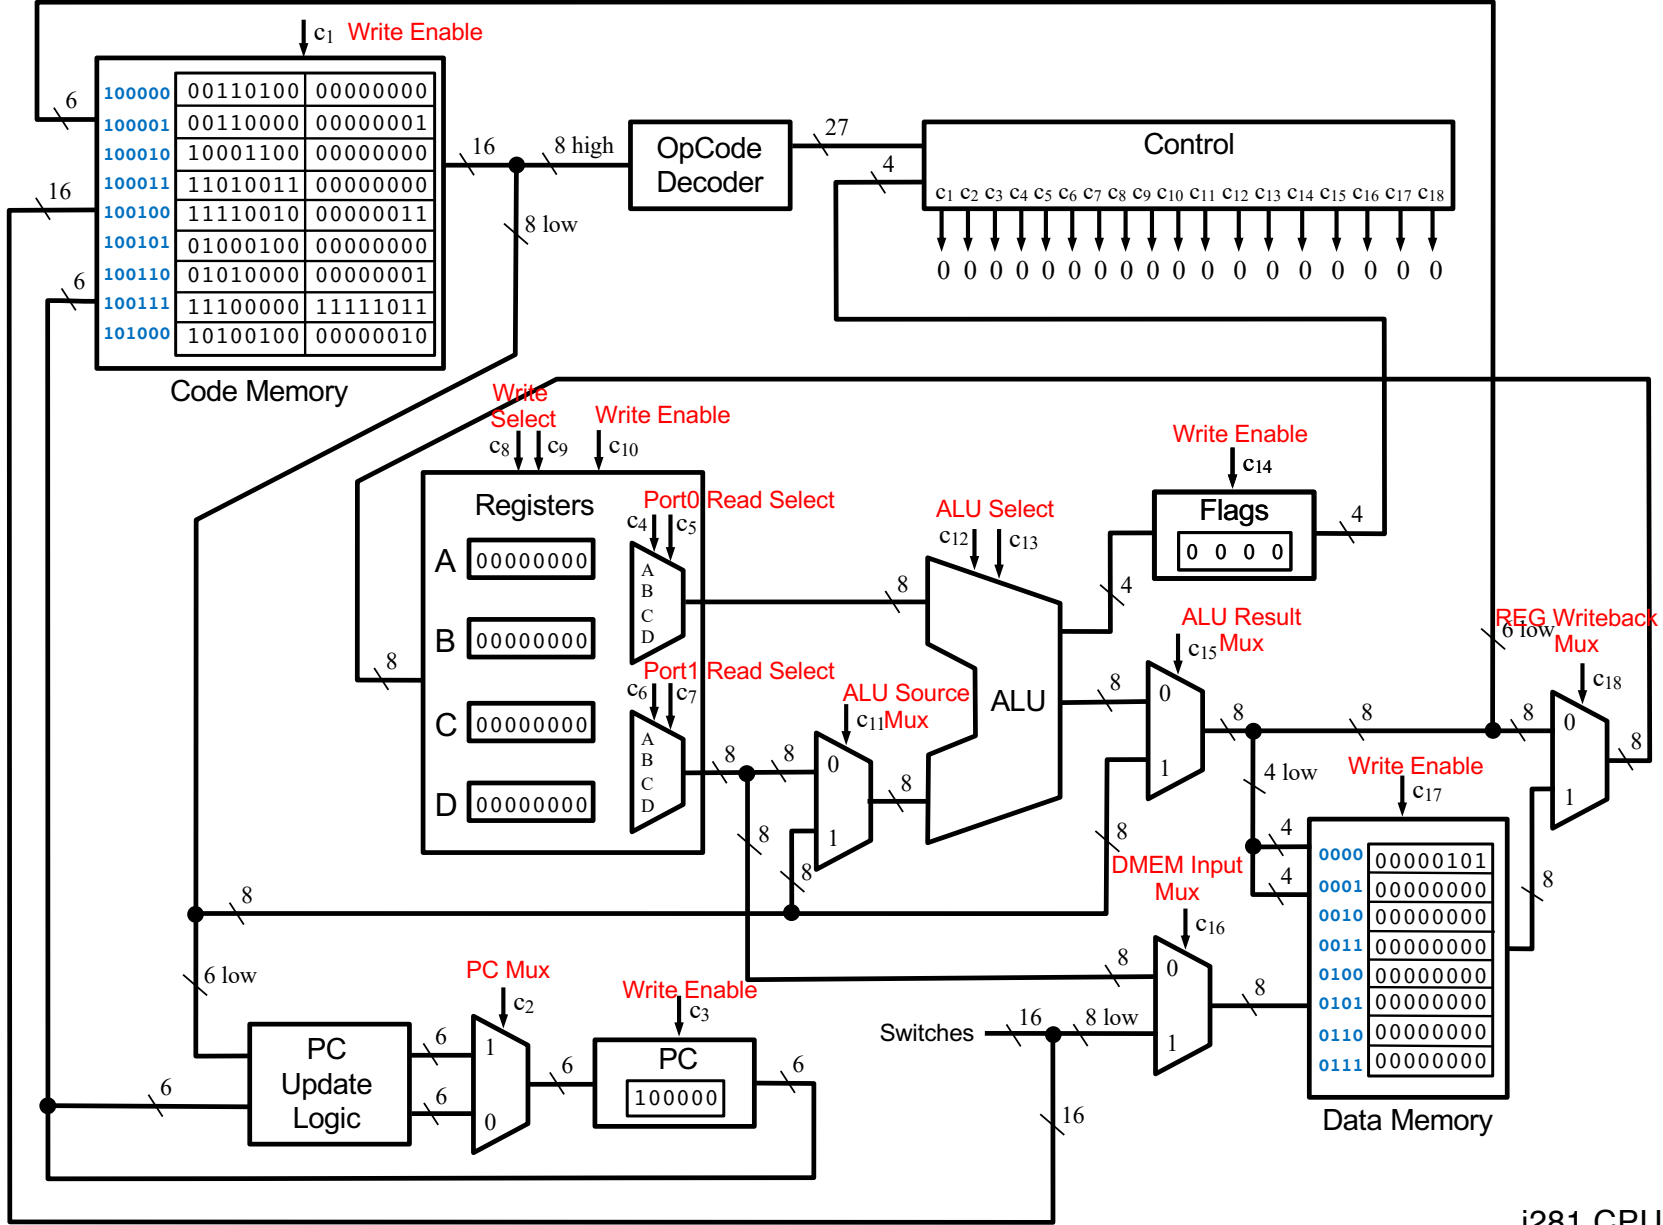 c1 Write Enable
100000 00110100 00000000
100001 00110000 00000001
100010 10001100 00000000
100011 11010011 00000000
100100 11110010 00000011
100101 01000100 00000000
100110 01010000 00000001
100111 11100000 11111011
101000 10100100 00000010
Code Memory
6
16
6
16
8 high
8 low
OpCode
Decoder
27
4
Control
c1 c2 c3 c4 c5 c6 c7 c8 c9 c10 c11 c12 c13 c14 c15 c16 c17 c18
0 0 0 0 0 0 0 0 0 0 0 0 0 0 0 0 0 0
Write
Select
c8 c9
Write Enable
c10
Registers
A 00000000
B 00000000
C 00000000
D 00000000
8
Port0 Read Select
c4 c5
A
B
C
D
Port1 Read Select
c6 c7
A
B
C
D
8
8
8
8
ALU Source
Mux
c11
0
1
8
8
8
ALU Select
c12 c13
ALU
4
8
Write Enable
c14
Flags
0 0 0 0
4
ALU Result
Mux
c15
0
1
8
8
8
6 low
8
4 low
4
4
REG Writeback
Mux
c18
0
1
8
8
Write Enable
c17
0000 00000101
0001 00000000
0010 00000000
0011 00000000
0100 00000000
0101 00000000
0110 00000000
0111 00000000
Data Memory
DMEM Input
Mux
c16
0
1
8
8
Switches
16
8 low
16
8
6 low
PC
Update
Logic
6
6
6
PC Mux
c2
1
0
6
Write Enable
c3
PC
100000
6
i281 CPU